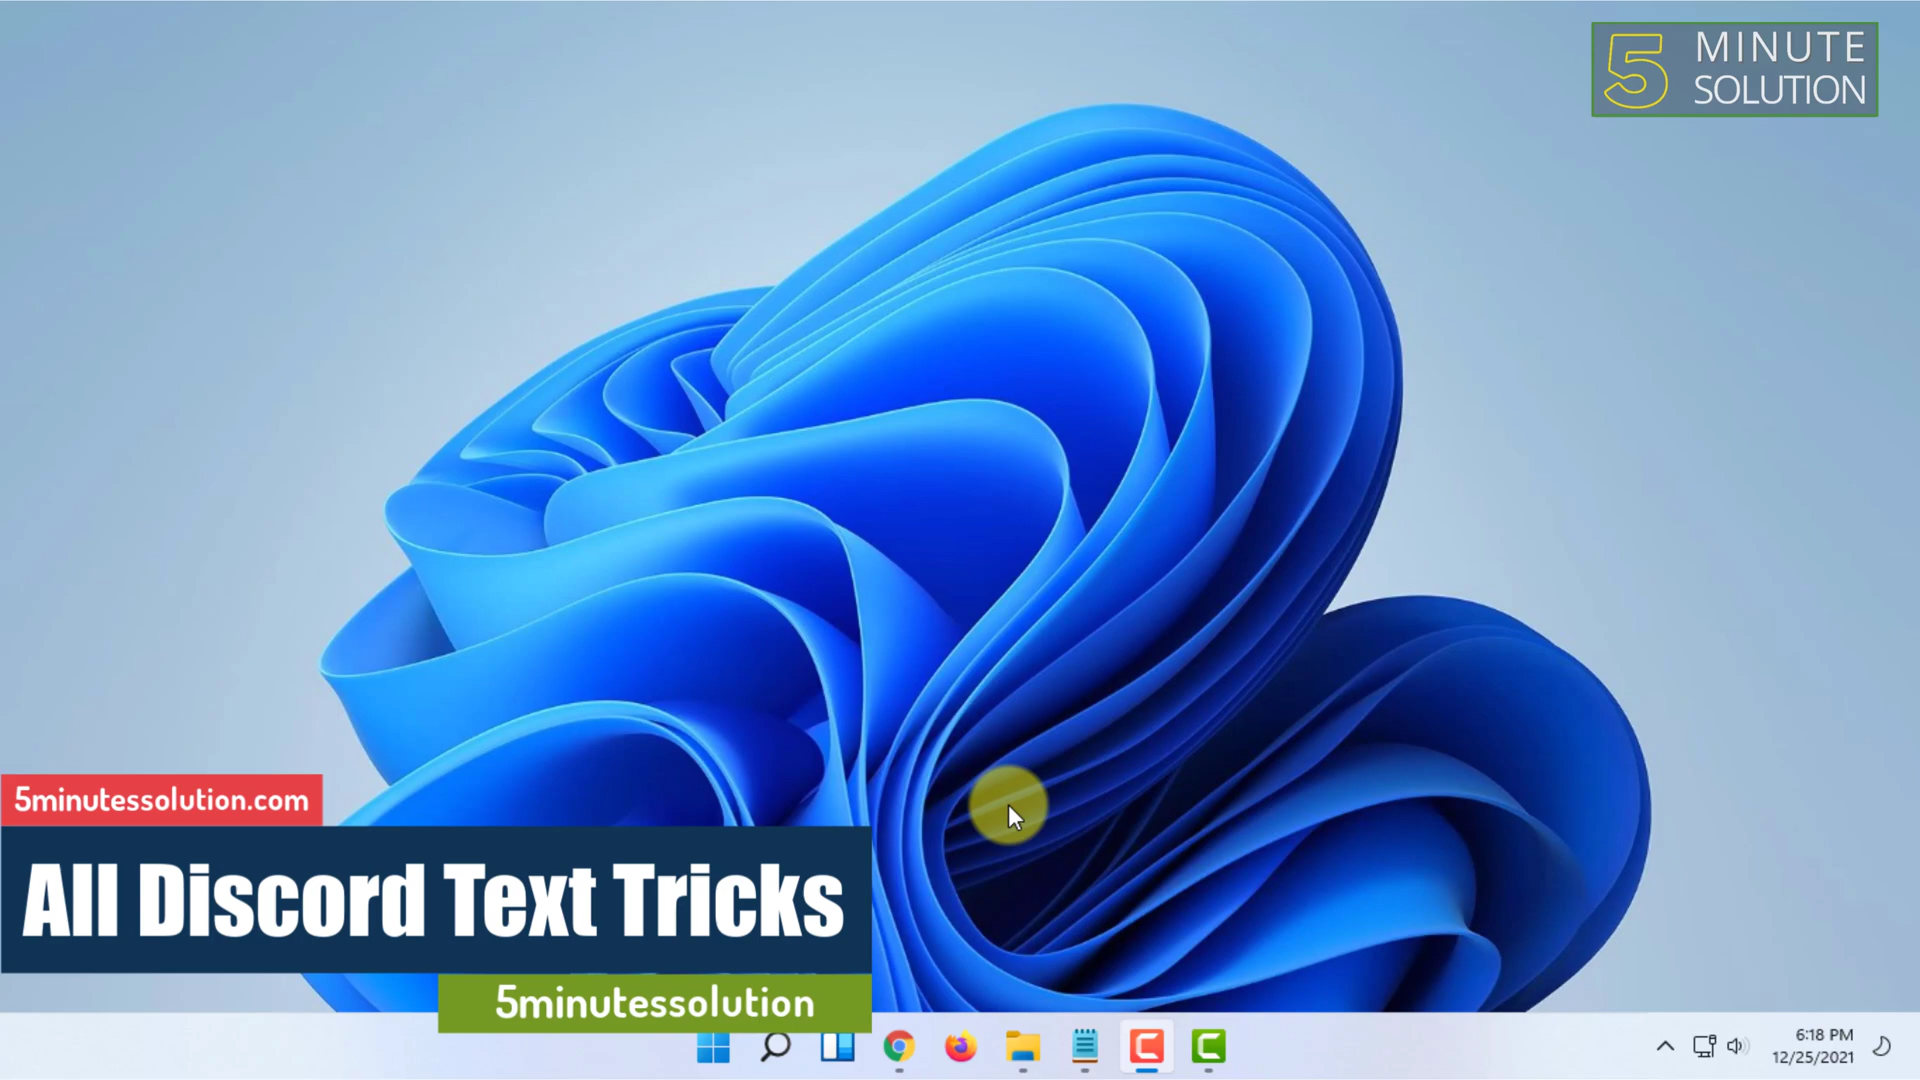 5 MINUTE
SOLUTION
5minutessolution.com
All Discord Text Tricks
5minutessolution
6:18 PM
12/25/2021